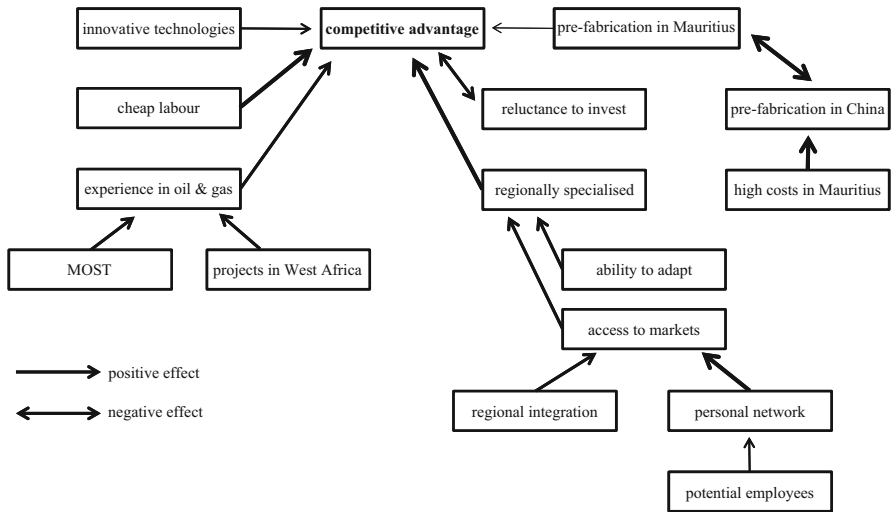 innovative technologies
competitive advantage
pre-fabrication in Mauritius
cheap labour
reluctance to invest
pre-fabrication in China
experience in oil & gas
regionally specialised
high costs in Mauritius
MOST
projects in West Africa
ability to adapt
access to markets
positive effect
negative effect
regional integration
personal network
potential employees